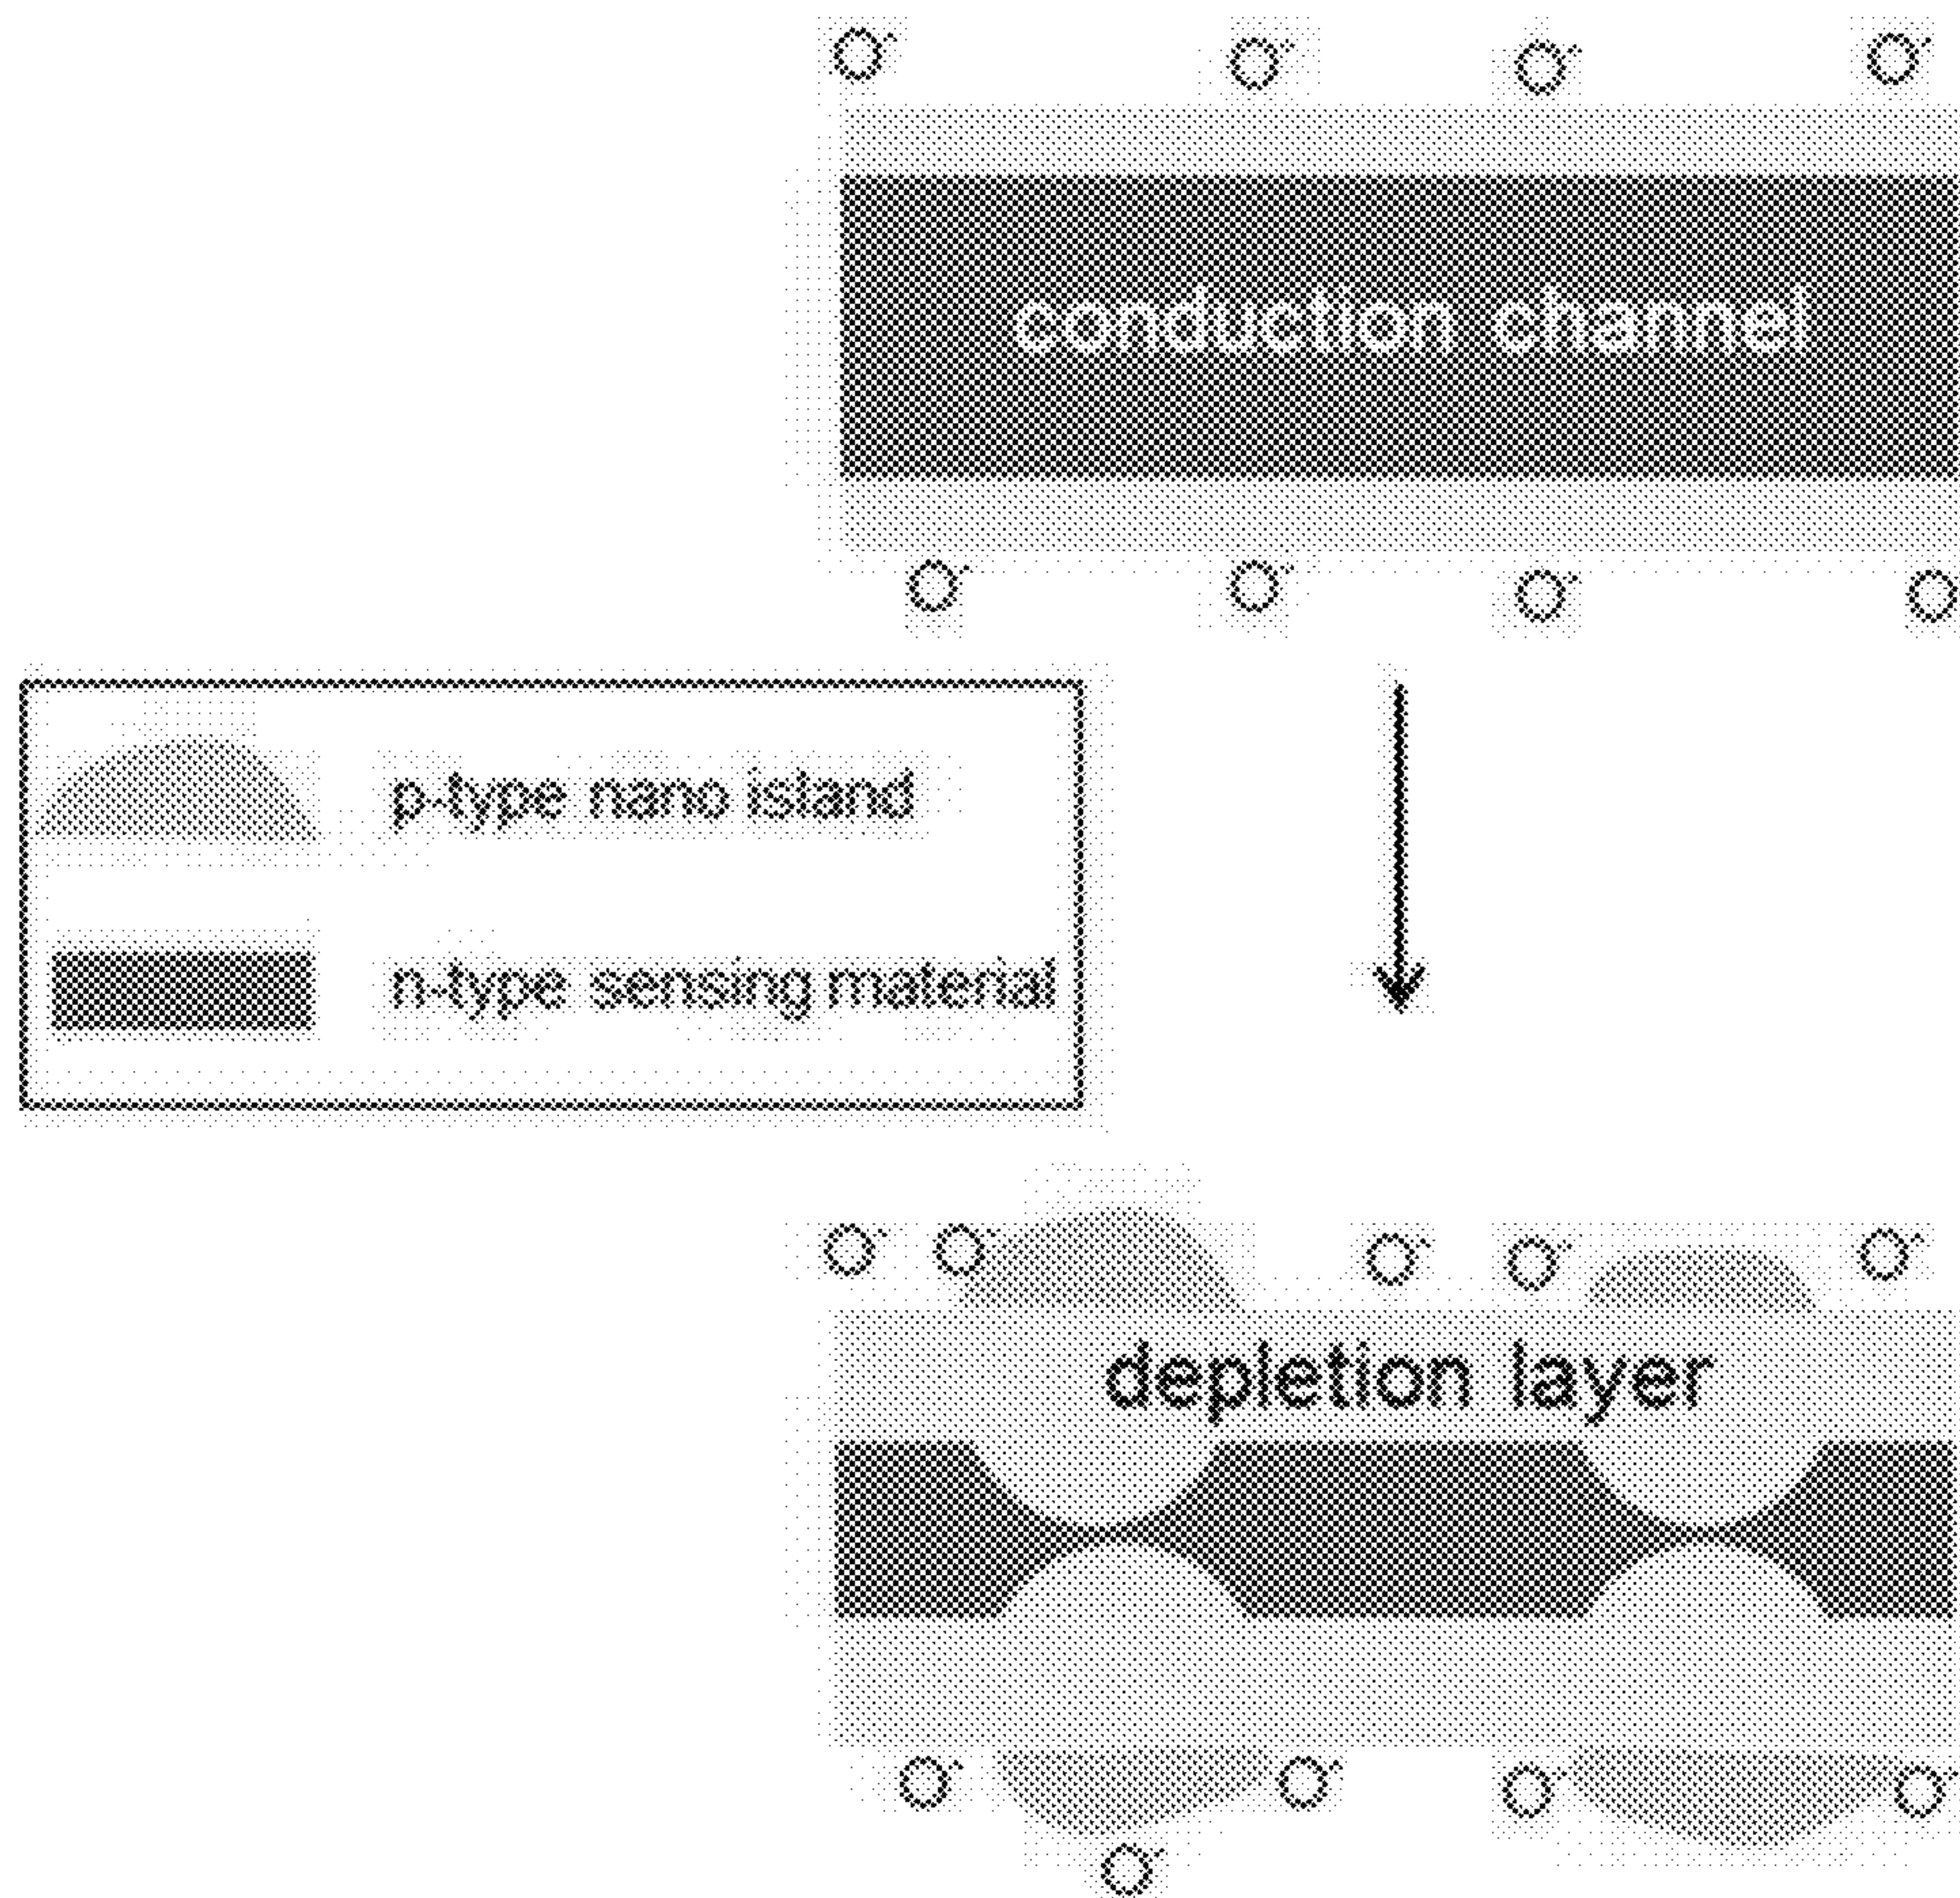 O⁻ O⁻ O⁻ O⁻
conduction channel
O⁻ O⁻ O⁻ O
p-type nano island
n-type sensing material
O⁻ O O⁻ O⁻ O⁻
depletion layer
O⁻ O⁻ O⁻ O⁻
O⁻